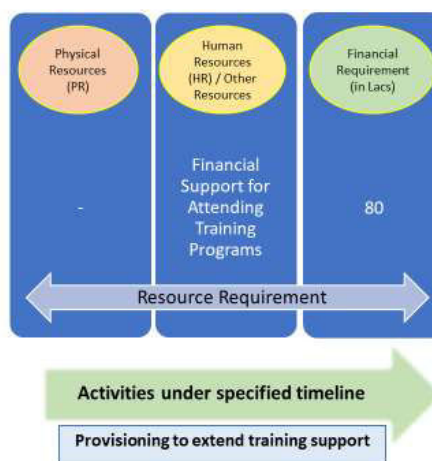 Physical
Resources
(PR)
Human
Resources
(HR) / Other
Resources
Financial
Requirement
(in Lacs)
-
Financial
Support for
Attending
Training
Programs
80
Resource Requirement
Activities under specified timeline
Provisioning to extend training support